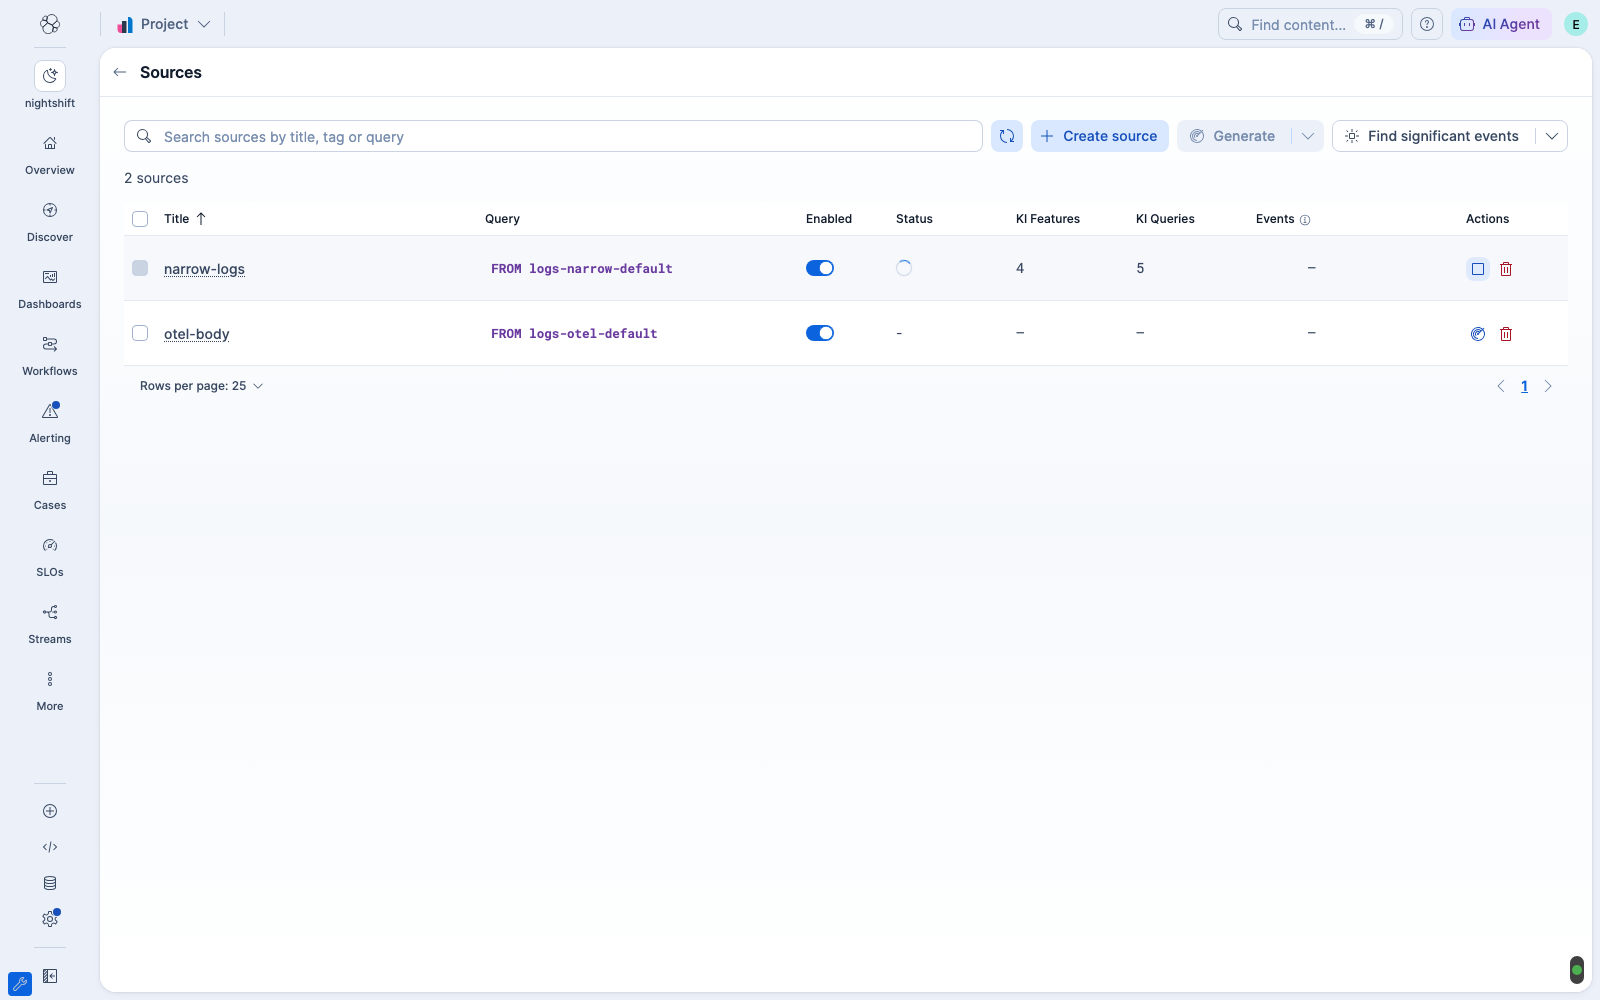 Project
Find content... ⌘ /
AI Agent
E
nightshift
Overview
Discover
Dashboards
Workflows
Alerting
Cases
SLOs
Streams
More
Sources
Search sources by title, tag or query
Create source
Generate
Find significant events
2 sources
Title Query Enabled Status KI Features KI Queries Events Actions
narrow-logs FROM logs-narrow-default 4 5 –
otel-body FROM logs-otel-default - – – –
Rows per page: 25
1